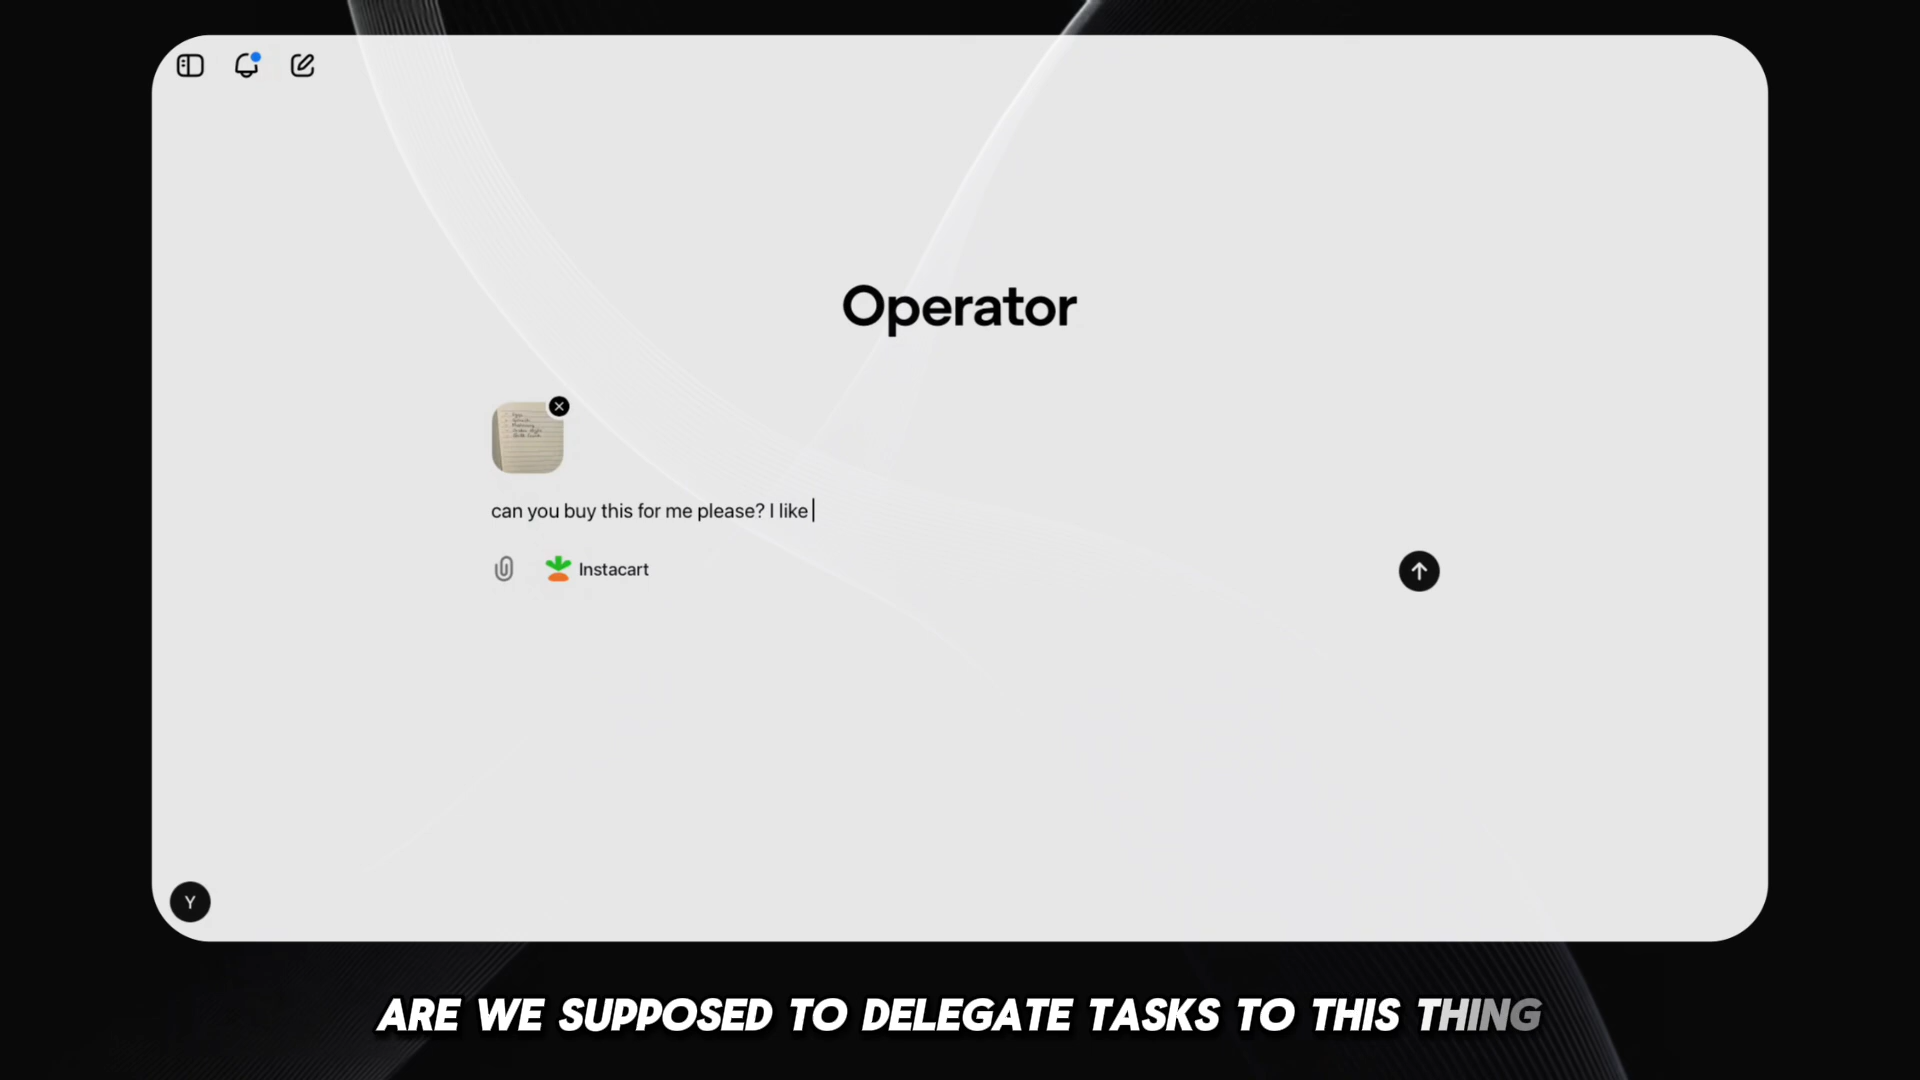 Operator
can you buy this for me please? I like
Instacart
Y
ARE WE SUPPOSED TO DELEGATE TASKS TO THIS THING